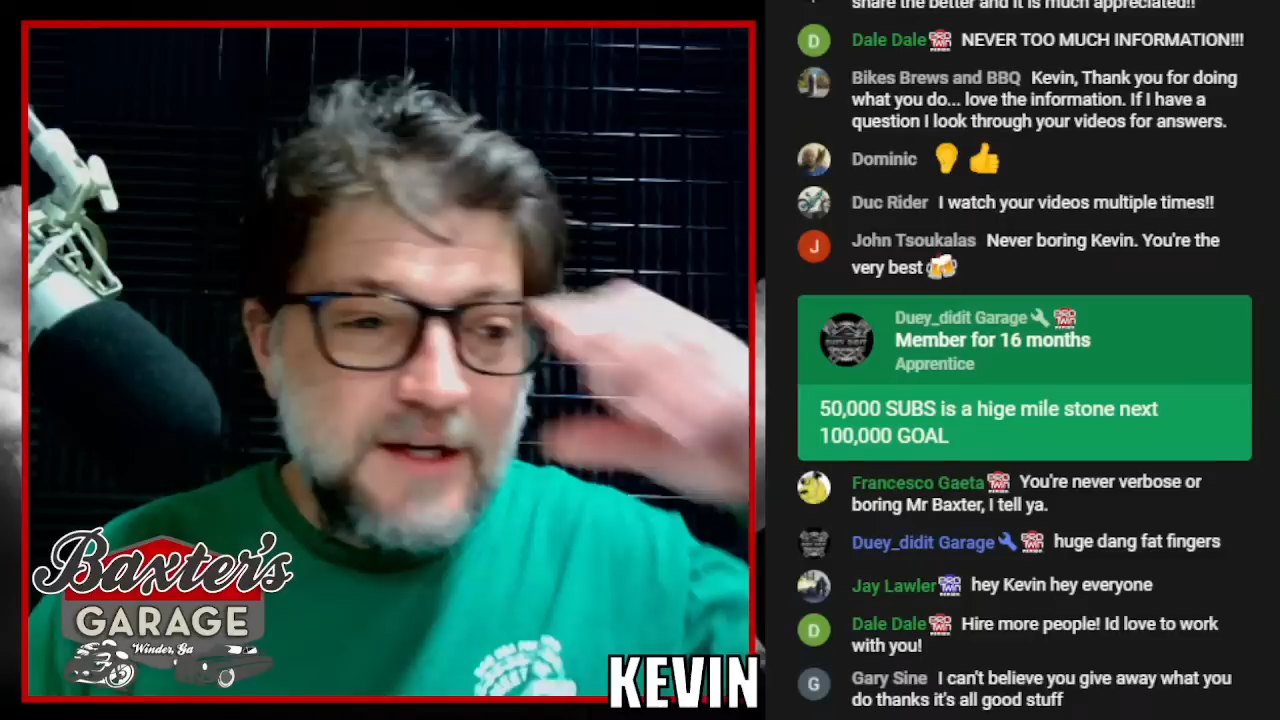 share the better and it is much appreciated!!
D Dale Dale NEVER TOO MUCH INFORMATION!!!
Bikes Brews and BBQ Kevin, Thank you for doing
what you do... love the information. If I have a
question I look through your videos for answers.
Dominic
Duc Rider I watch your videos multiple times!!
J John Tsoukalas Never boring Kevin. You're the
very best
Duey_didit Garage
Member for 16 months
Apprentice
50,000 SUBS is a hige mile stone next
100,000 GOAL
Francesco Gaeta You're never verbose or
boring Mr Baxter, I tell ya.
Duey_didit Garage huge dang fat fingers
Jay Lawler hey Kevin hey everyone
D Dale Dale Hire more people! Id love to work
with you!
G Gary Sine I can't believe you give away what you
do thanks it's all good stuff
Baxter's
GARAGE
Winder, Ga
KEVIN